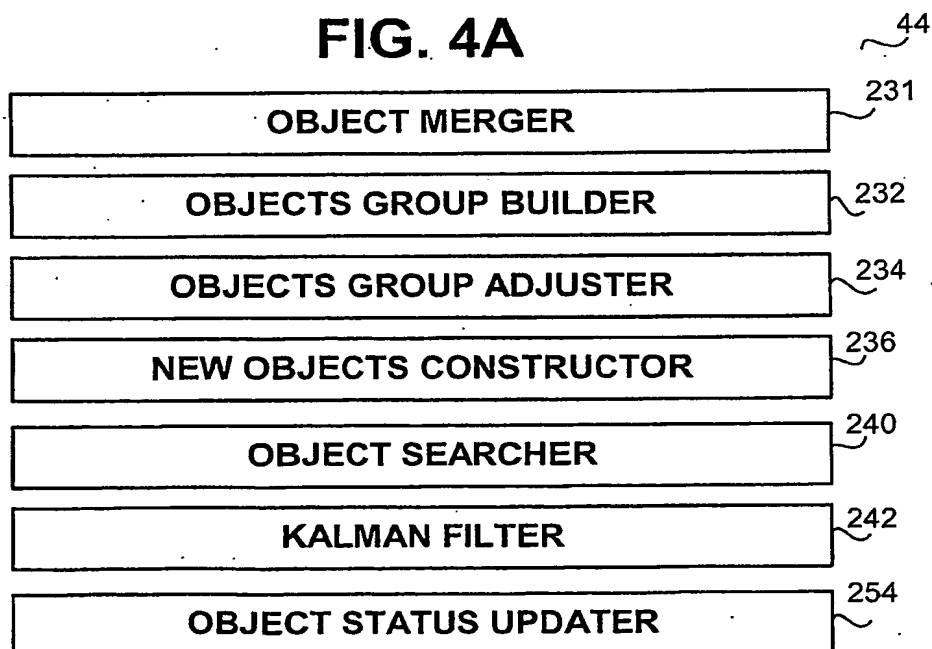 FIG. 4A
44
231
OBJECT MERGER
232
OBJECTS GROUP BUILDER
234
OBJECTS GROUP ADJUSTER
236
NEW OBJECTS CONSTRUCTOR
240
OBJECT SEARCHER
242
KALMAN FILTER
254
OBJECT STATUS UPDATER